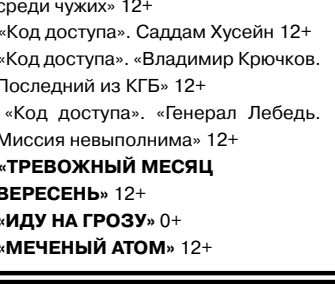 среди чужих» 12+
«Код доступа». Саддам Хусейн 12+
«Код доступа». «Владимир Крючков.
Последний из КГБ» 12+
«Код доступа». «Генерал Лебедь.
Миссия невыполнима» 12+
«ТРЕВОЖНЫЙ МЕСЯЦ
ВЕРЕСЕНЬ» 12+
«ИДУ НА ГРОЗУ» 0+
«МЕЧЕНЫЙ АТОМ» 12+